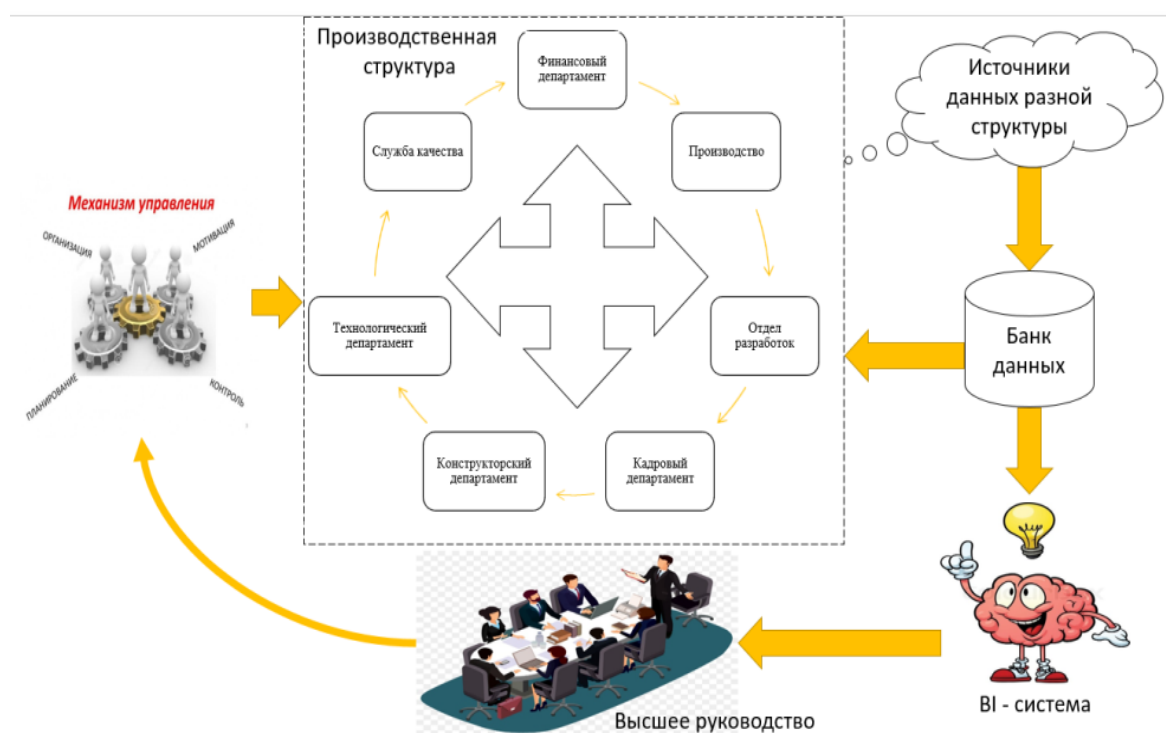 Производственная
структура
Финансовый
департамент
Служба качества
Производство
Технологический
департамент
Отдел
разработок
Конструкторский
департамент
Кадровый
департамент
Источники
данных разной
структуры
Механизм управления
ОРГАНИЗАЦИЯ
МОТИВАЦИЯ
ПЛАНИРОВАНИЕ
КОНТРОЛЬ
Банк
данных
BI - система
Высшее руководство